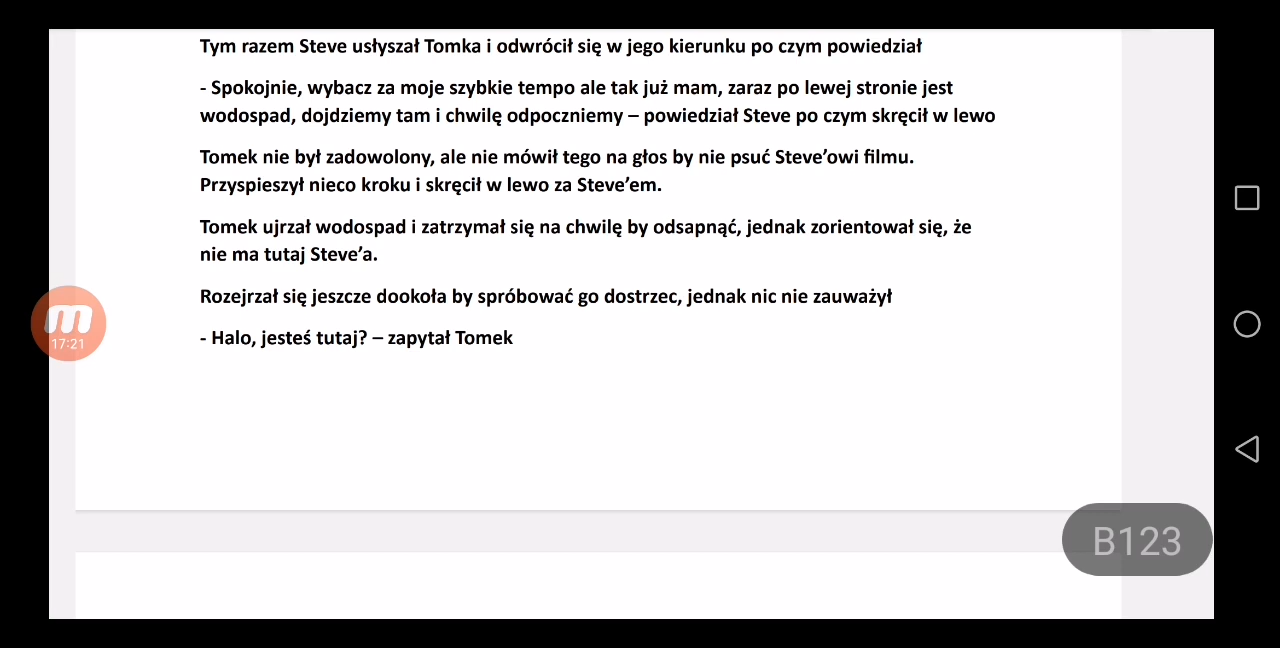 Tym razem Steve usłyszał Tomka i odwrócił się w jego kierunku po czym powiedział
- Spokojnie, wybacz za moje szybkie tempo ale tak już mam, zaraz po lewej stronie jest
wodospad, dojdziemy tam i chwilę odpoczniemy – powiedział Steve po czym skręcił w lewo
Tomek nie był zadowolony, ale nie mówił tego na głos by nie psuć Steve’owi filmu.
Przyspieszył nieco kroku i skręcił w lewo za Steve’em.
Tomek ujrzał wodospad i zatrzymał się na chwilę by odsapnąć, jednak zorientował się, że
nie ma tutaj Steve’a.
Rozejrzał się jeszcze dookoła by spróbować go dostrzec, jednak nic nie zauważył
- Halo, jesteś tutaj? – zapytał Tomek
m
17:21
B123